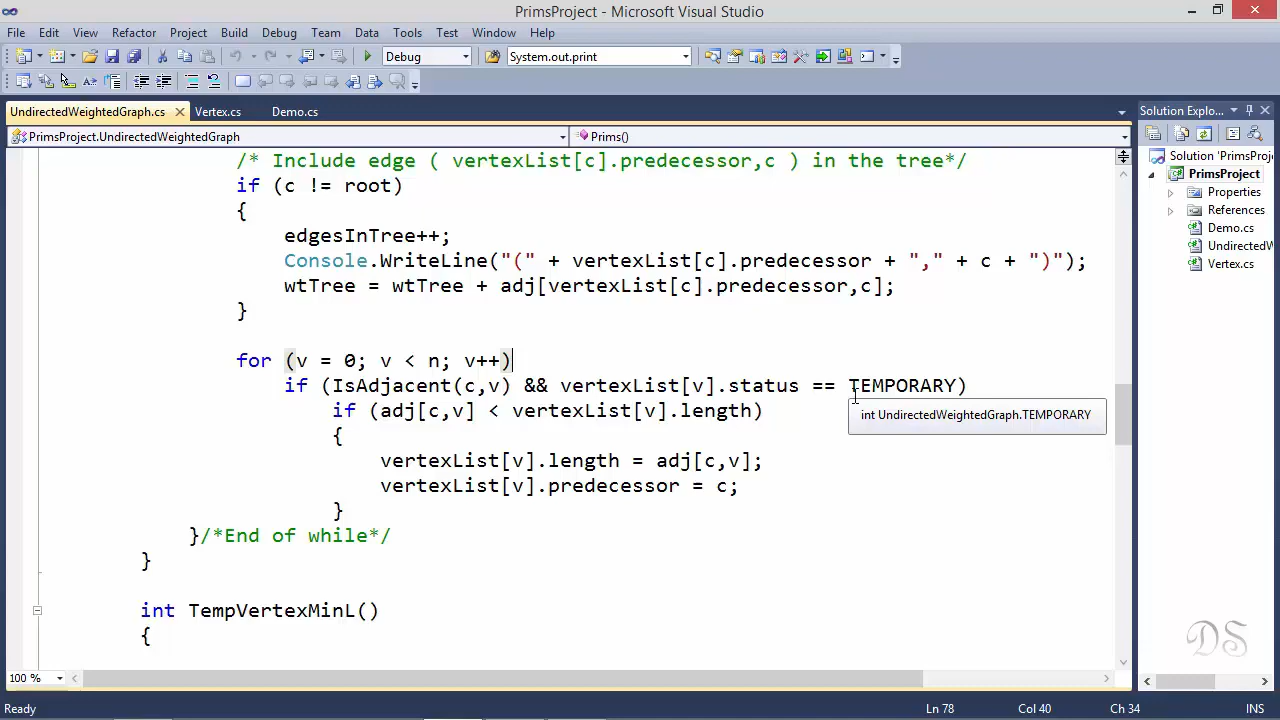 PrimsProject - Microsoft Visual Studio
File Edit View Refactor Project Build Debug Team Data Tools Test Window Help
Debug System.out.print
UndirectedWeightedGraph.cs Vertex.cs Demo.cs
Solution Explo...
PrimsProject.UndirectedWeightedGraph Prims()
/* Include edge ( vertexList[c].predecessor,c ) in the tree*/
if (c != root)
{
edgesInTree++;
Console.WriteLine("(" + vertexList[c].predecessor + "," + c + ")");
wtTree = wtTree + adj[vertexList[c].predecessor,c];
}
for (v = 0; v < n; v++)
if (IsAdjacent(c,v) && vertexList[v].status == TEMPORARY)
if (adj[c,v] < vertexList[v].length)
{
vertexList[v].length = adj[c,v];
vertexList[v].predecessor = c;
}
}/*End of while*/
}
int TempVertexMinL()
{
int UndirectedWeightedGraph.TEMPORARY
Solution 'PrimsProje
PrimsProject
Properties
References
Demo.cs
UndirectedW
Vertex.cs
DS
100 %
Ready Ln 78 Col 40 Ch 34 INS